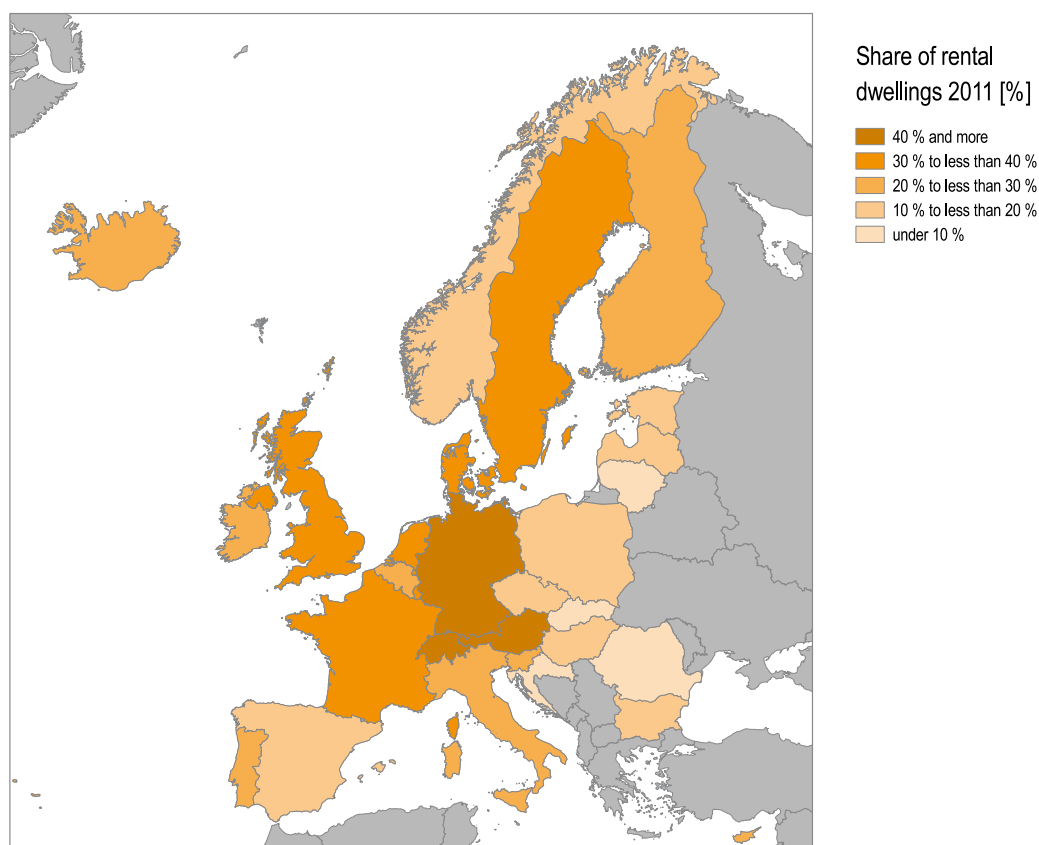 Share of rental
dwellings 2011 [%]
40 % and more
30 % to less than 40 %
20 % to less than 30 %
10 % to less than 20 %
under 10 %